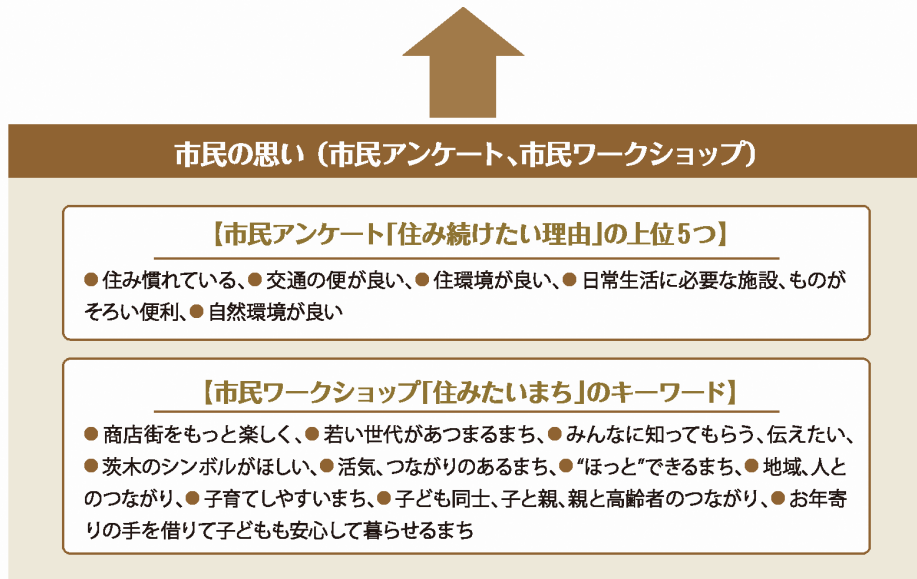 市民の思い（市民アンケート、市民ワークショップ）
【市民アンケート「住み続けたい理由」の上位5つ】
●住み慣れている、●交通の便が良い、●住環境が良い、●日常生活に必要な施設、ものが
そろい便利、●自然環境が良い
【市民ワークショップ「住みたいまち」のキーワード】
●商店街をもっと楽しく、●若い世代があつまるまち、●みんなに知ってもらう、伝えたい、
●茨木のシンボルがほしい、●活気、つながりのあるまち、●“ほっと”できるまち、●地域、人と
のつながり、●子育てしやすいまち、●子ども同士、子と親、親と高齢者のつながり、●お年寄
りの手を借りて子どもも安心して暮らせるまち